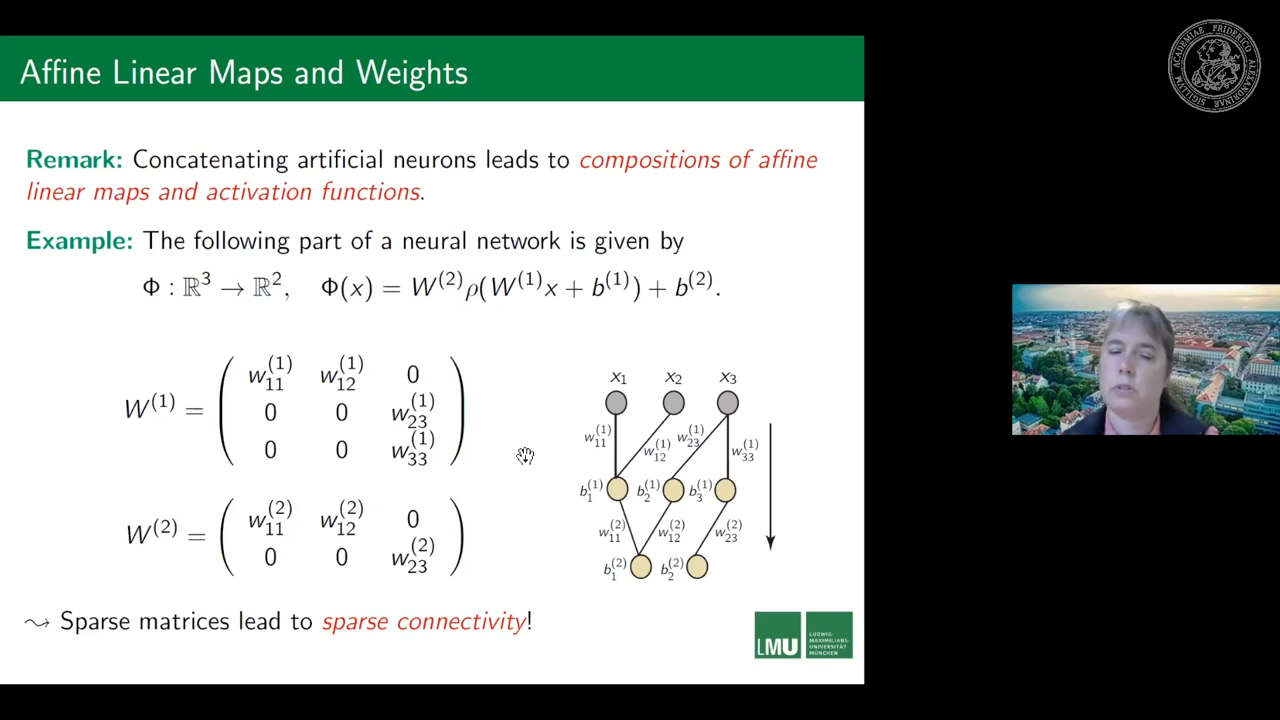 Affine Linear Maps and Weights
Remark: Concatenating artificial neurons leads to compositions of affine
linear maps and activation functions.
Example: The following part of a neural network is given by
Φ : ℝ³ → ℝ², Φ(x) = W⁽²⁾ρ(W⁽¹⁾x + b⁽¹⁾) + b⁽²⁾.
W⁽¹⁾ = ( w₁₁⁽¹⁾ w₁₂⁽¹⁾ 0
0 0 w₂₃⁽¹⁾
0 0 w₃₃⁽¹⁾ )
W⁽²⁾ = ( w₁₁⁽²⁾ w₁₂⁽²⁾ 0
0 0 w₂₃⁽²⁾ )
x₁ x₂ x₃
w₁₁⁽¹⁾ w₁₂⁽¹⁾ w₂₃⁽¹⁾ w₃₃⁽¹⁾
b₁⁽¹⁾ b₂⁽¹⁾ b₃⁽¹⁾
w₁₁⁽²⁾ w₁₂⁽²⁾ w₂₃⁽²⁾
b₁⁽²⁾ b₂⁽²⁾
⤳ Sparse matrices lead to sparse connectivity!
LMU
LUDWIG-
MAXIMILIANS-
UNIVERSITÄT
MÜNCHEN
ACADEMIAE FRIDERICO
ALEXANDRINAE SIGILLVM